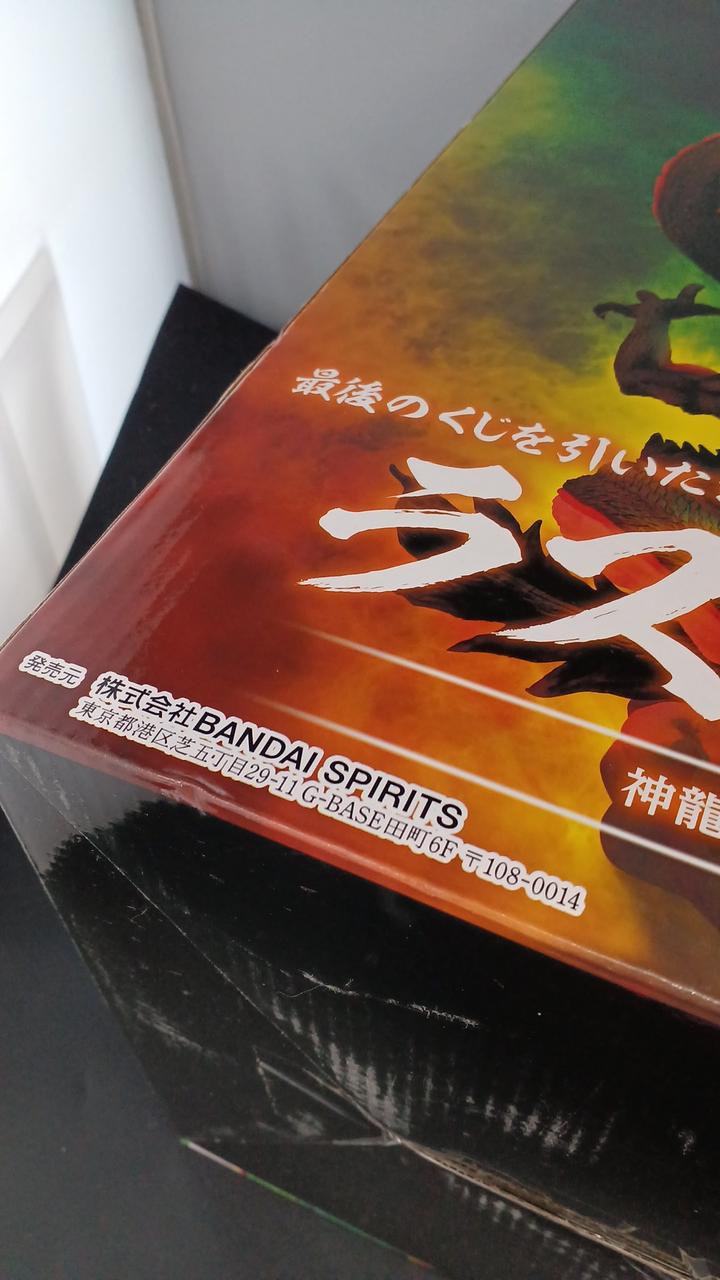 最後のくじを引いた
ラス
神龍
発売元 株式会社BANDAI SPIRITS
東京都港区芝五丁目29-11 G-BASE田町6F 〒108-0014